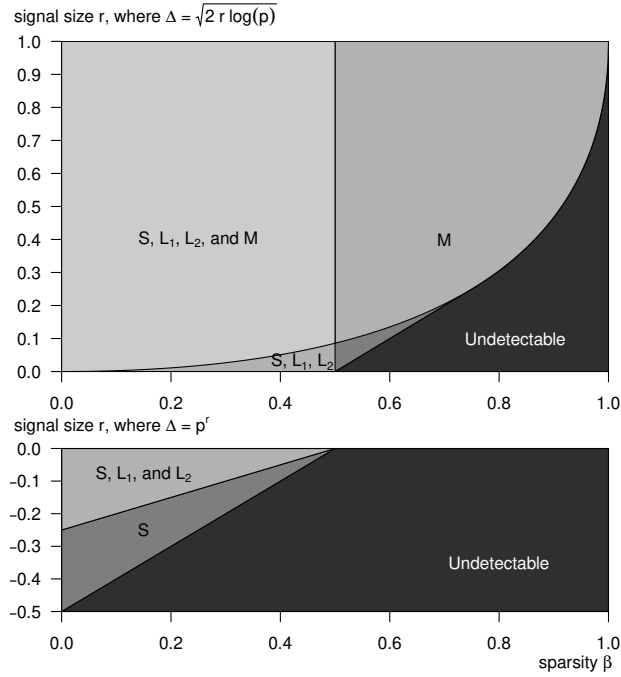 signal size r, where Δ = √2 r log(p)
1.0
0.9
0.8
0.7
0.6
0.5
0.4
0.3
0.2
0.1
0.0
S, L₁, L₂, and M
M
S, L₁, L₂
Undetectable
0.0 0.2 0.4 0.6 0.8 1.0
signal size r, where Δ = pʳ
0.0
−0.1
−0.2
−0.3
−0.4
−0.5
S, L₁, and L₂
S
Undetectable
0.0 0.2 0.4 0.6 0.8 1.0
sparsity β